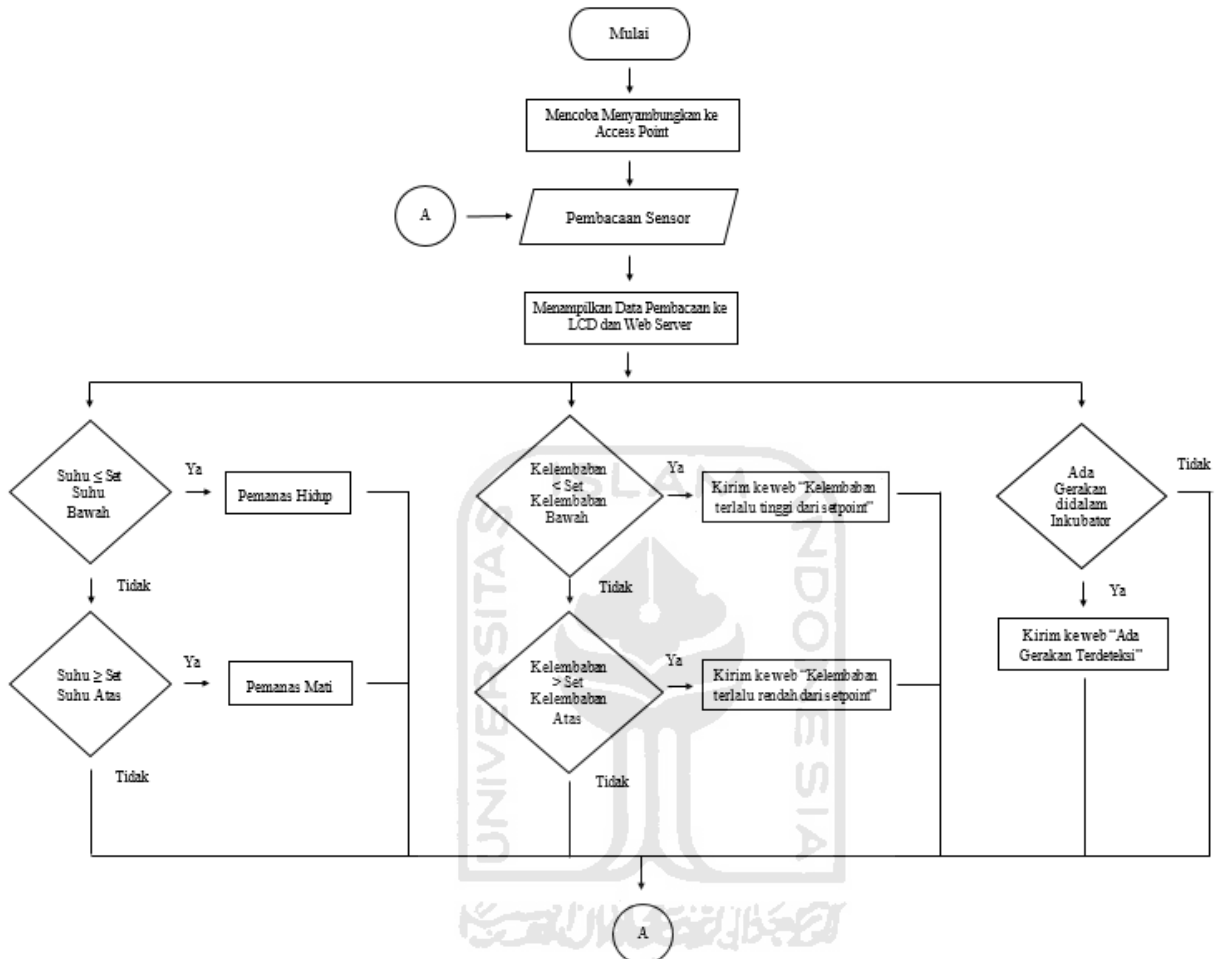 Mulai
Mencoba Menyambungkan ke
Access Point
A
Pembacaan Sensor
Menampilkan Data Pembacaan ke
LCD dan Web Server
Suhu ≤ Set
Suhu
Bawah
Ya
Pemanas Hidup
Tidak
Suhu ≥ Set
Suhu Atas
Ya
Pemanas Mati
Tidak
Kelembaban
< Set
Kelembaban
Bawah
Ya
Kirim ke web “Kelembaban
terlalu tinggi dari setpoint”
Tidak
Kelembaban
> Set
Kelembaban
Atas
Ya
Kirim ke web “Kelembaban
terlalu rendah dari setpoint”
Tidak
Ada
Gerakan
didalam
Inkubator
Tidak
Ya
Kirim ke web “Ada
Gerakan Terdeteksi”
A
UNIVERSITAS
ISLAM
INDONESIA